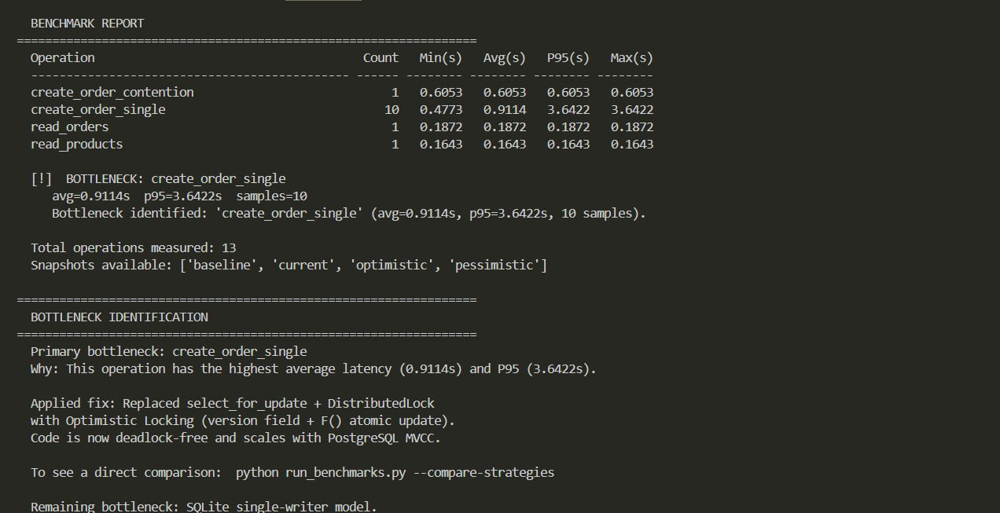 BENCHMARK REPORT
=================================================================
Operation Count Min(s) Avg(s) P95(s) Max(s)
--------------------------------------------- ------ -------- -------- -------- --------
create_order_contention 1 0.6053 0.6053 0.6053 0.6053
create_order_single 10 0.4773 0.9114 3.6422 3.6422
read_orders 1 0.1872 0.1872 0.1872 0.1872
read_products 1 0.1643 0.1643 0.1643 0.1643
[!] BOTTLENECK: create_order_single
avg=0.9114s p95=3.6422s samples=10
Bottleneck identified: 'create_order_single' (avg=0.9114s, p95=3.6422s, 10 samples).
Total operations measured: 13
Snapshots available: ['baseline', 'current', 'optimistic', 'pessimistic']
=================================================================
BOTTLENECK IDENTIFICATION
=================================================================
Primary bottleneck: create_order_single
Why: This operation has the highest average latency (0.9114s) and P95 (3.6422s).
Applied fix: Replaced select_for_update + DistributedLock
with Optimistic Locking (version field + F() atomic update).
Code is now deadlock-free and scales with PostgreSQL MVCC.
To see a direct comparison: python run_benchmarks.py --compare-strategies
Remaining bottleneck: SQLite single-writer model.